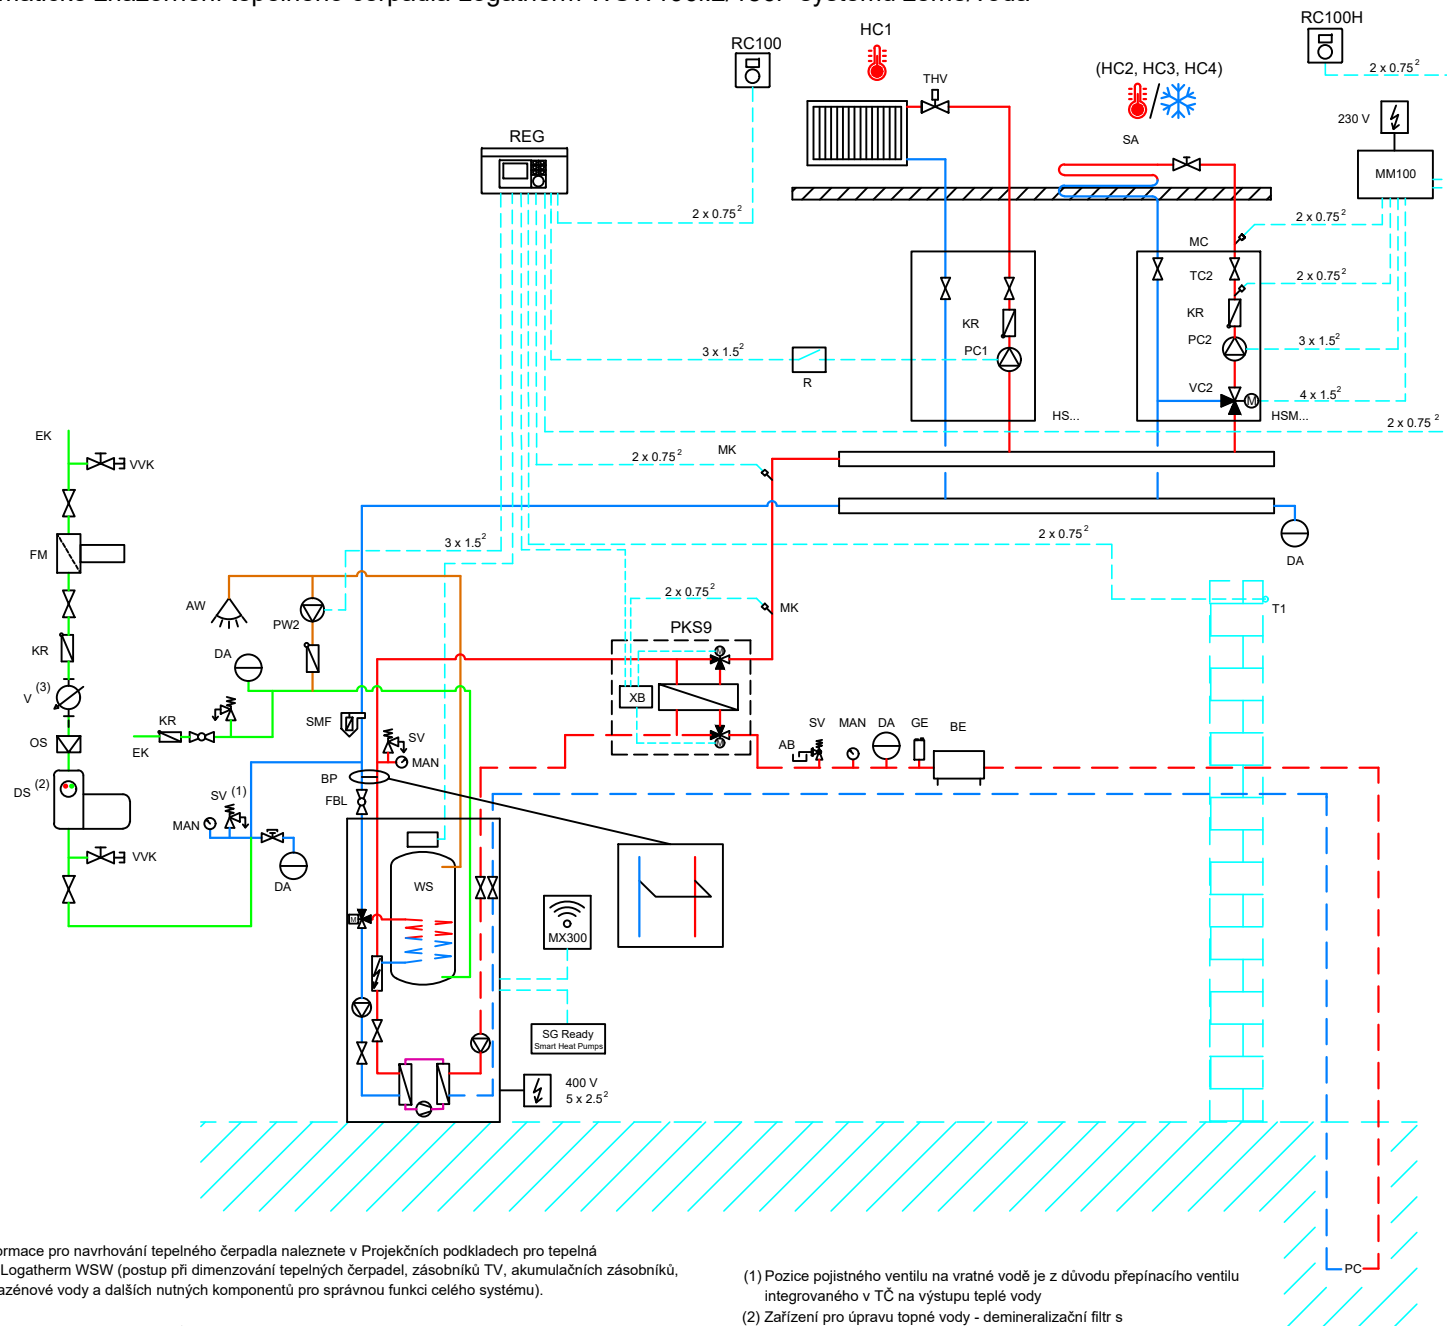 RC100
HC1
THV
(HC2, HC3, HC4)
SA
RC100H
2 x 0.75²
230 V
MM100
REG
2 x 0.75²
2 x 0.75²
MC
TC2
2 x 0.75²
KR
KR
PC2
3 x 1.5²
PC1
3 x 1.5²
R
VC2
M
4 x 1.5²
HS...
HSM...
2 x 0.75²
EK
VVK
2 x 0.75²
MK
FM
3 x 1.5²
2 x 0.75²
DA
AW
PW2
2 x 0.75²
MK
T1
KR
DA
PKS9
M
V (3)
XB
KR
SMF
SV
SV
MAN
DA
GE
BE
OS
EK
MAN
AB
M
BP
DS (2)
SV (1)
FBL
MAN
VVK
DA
WS
M
MX300
SG Ready
Smart Heat Pumps
400 V
5 x 2.5²
PC
ormace pro navrhování tepelného čerpadla naleznete v Projekčních podkladech pro tepelná
Logatherm WSW (postup při dimenzování tepelných čerpadel, zásobníků TV, akumulačních zásobníků,
azénové vody a dalších nutných komponentů pro správnou funkci celého systému).
(1) Pozice pojistného ventilu na vratné vodě je z důvodu přepínacího ventilu
integrovaného v TČ na výstupu teplé vody
(2) Zařízení pro úpravu topné vody - demineralizační filtr s